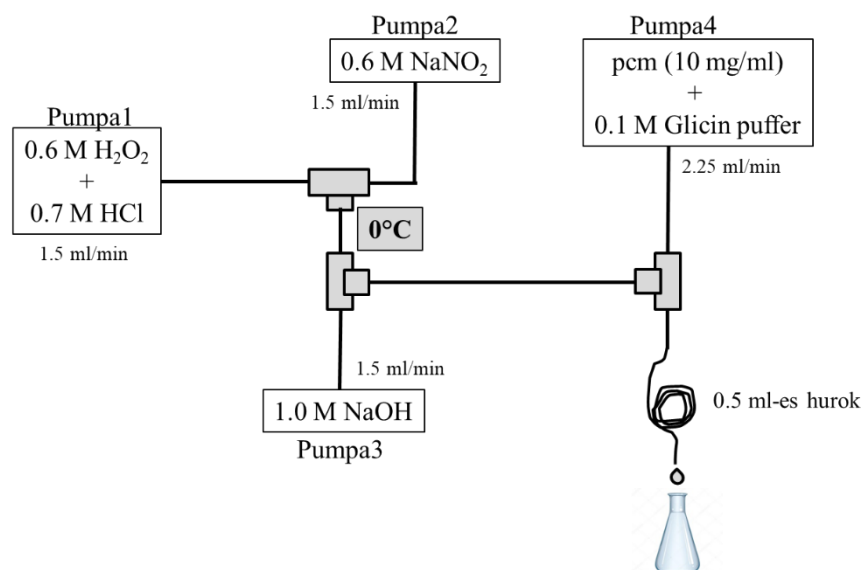 Pumpa2
0.6 M NaNO₂
1.5 ml/min
Pumpa4
pcm (10 mg/ml)
+
0.1 M Glicin puffer
2.25 ml/min
Pumpa1
0.6 M H₂O₂
+
0.7 M HCl
1.5 ml/min
0°C
1.5 ml/min
1.0 M NaOH
Pumpa3
0.5 ml-es hurok